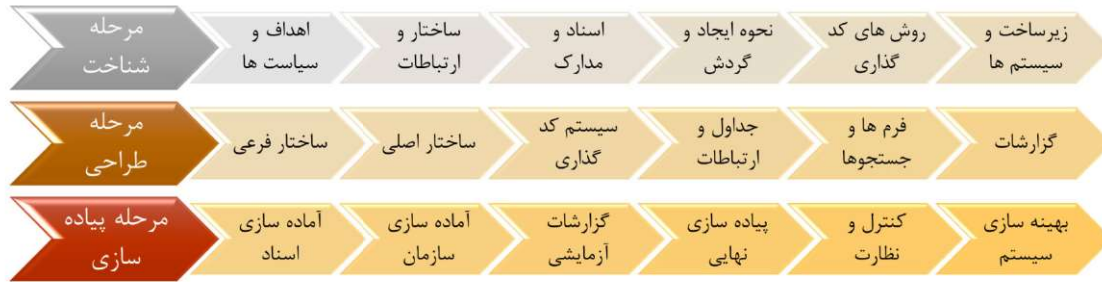 مرحله
شناخت
اهداف و
سیاست ها
ساختار و
ارتباطات
اسناد و
مدارک
نحوه ایجاد و
گردش
روش های کد
گذاری
زیرساخت و
سیستم ها
مرحله
طراحی
ساختار فرعی
ساختار اصلی
سیستم کد
گذاری
جداول و
ارتباطات
فرم ها و
جستجوها
گزارشات
مرحله پیاده
سازی
آماده سازی
اسناد
آماده سازی
سازمان
گزارشات
آزمایشی
پیاده سازی
نهایی
کنترل و
نظارت
بهینه سازی
سیستم